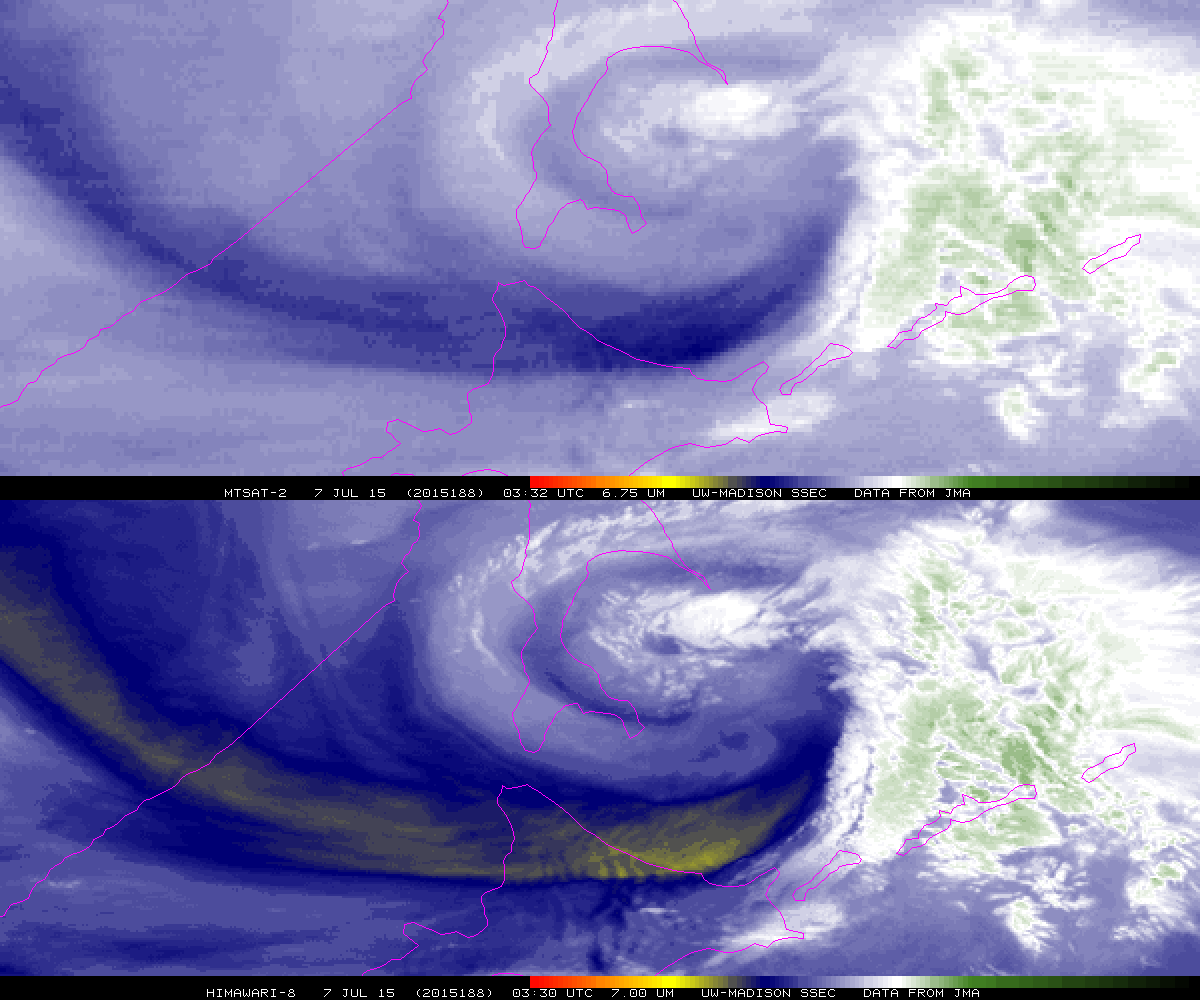 MTSAT-2 7 JUL 15 (2015188) 03:32 UTC 6.75 UM UW-MADISON SSEC DATA FROM JMA
HIMAWARI-8 7 JUL 15 (2015188) 03:30 UTC 7.00 UM UW-MADISON SSEC DATA FROM JMA